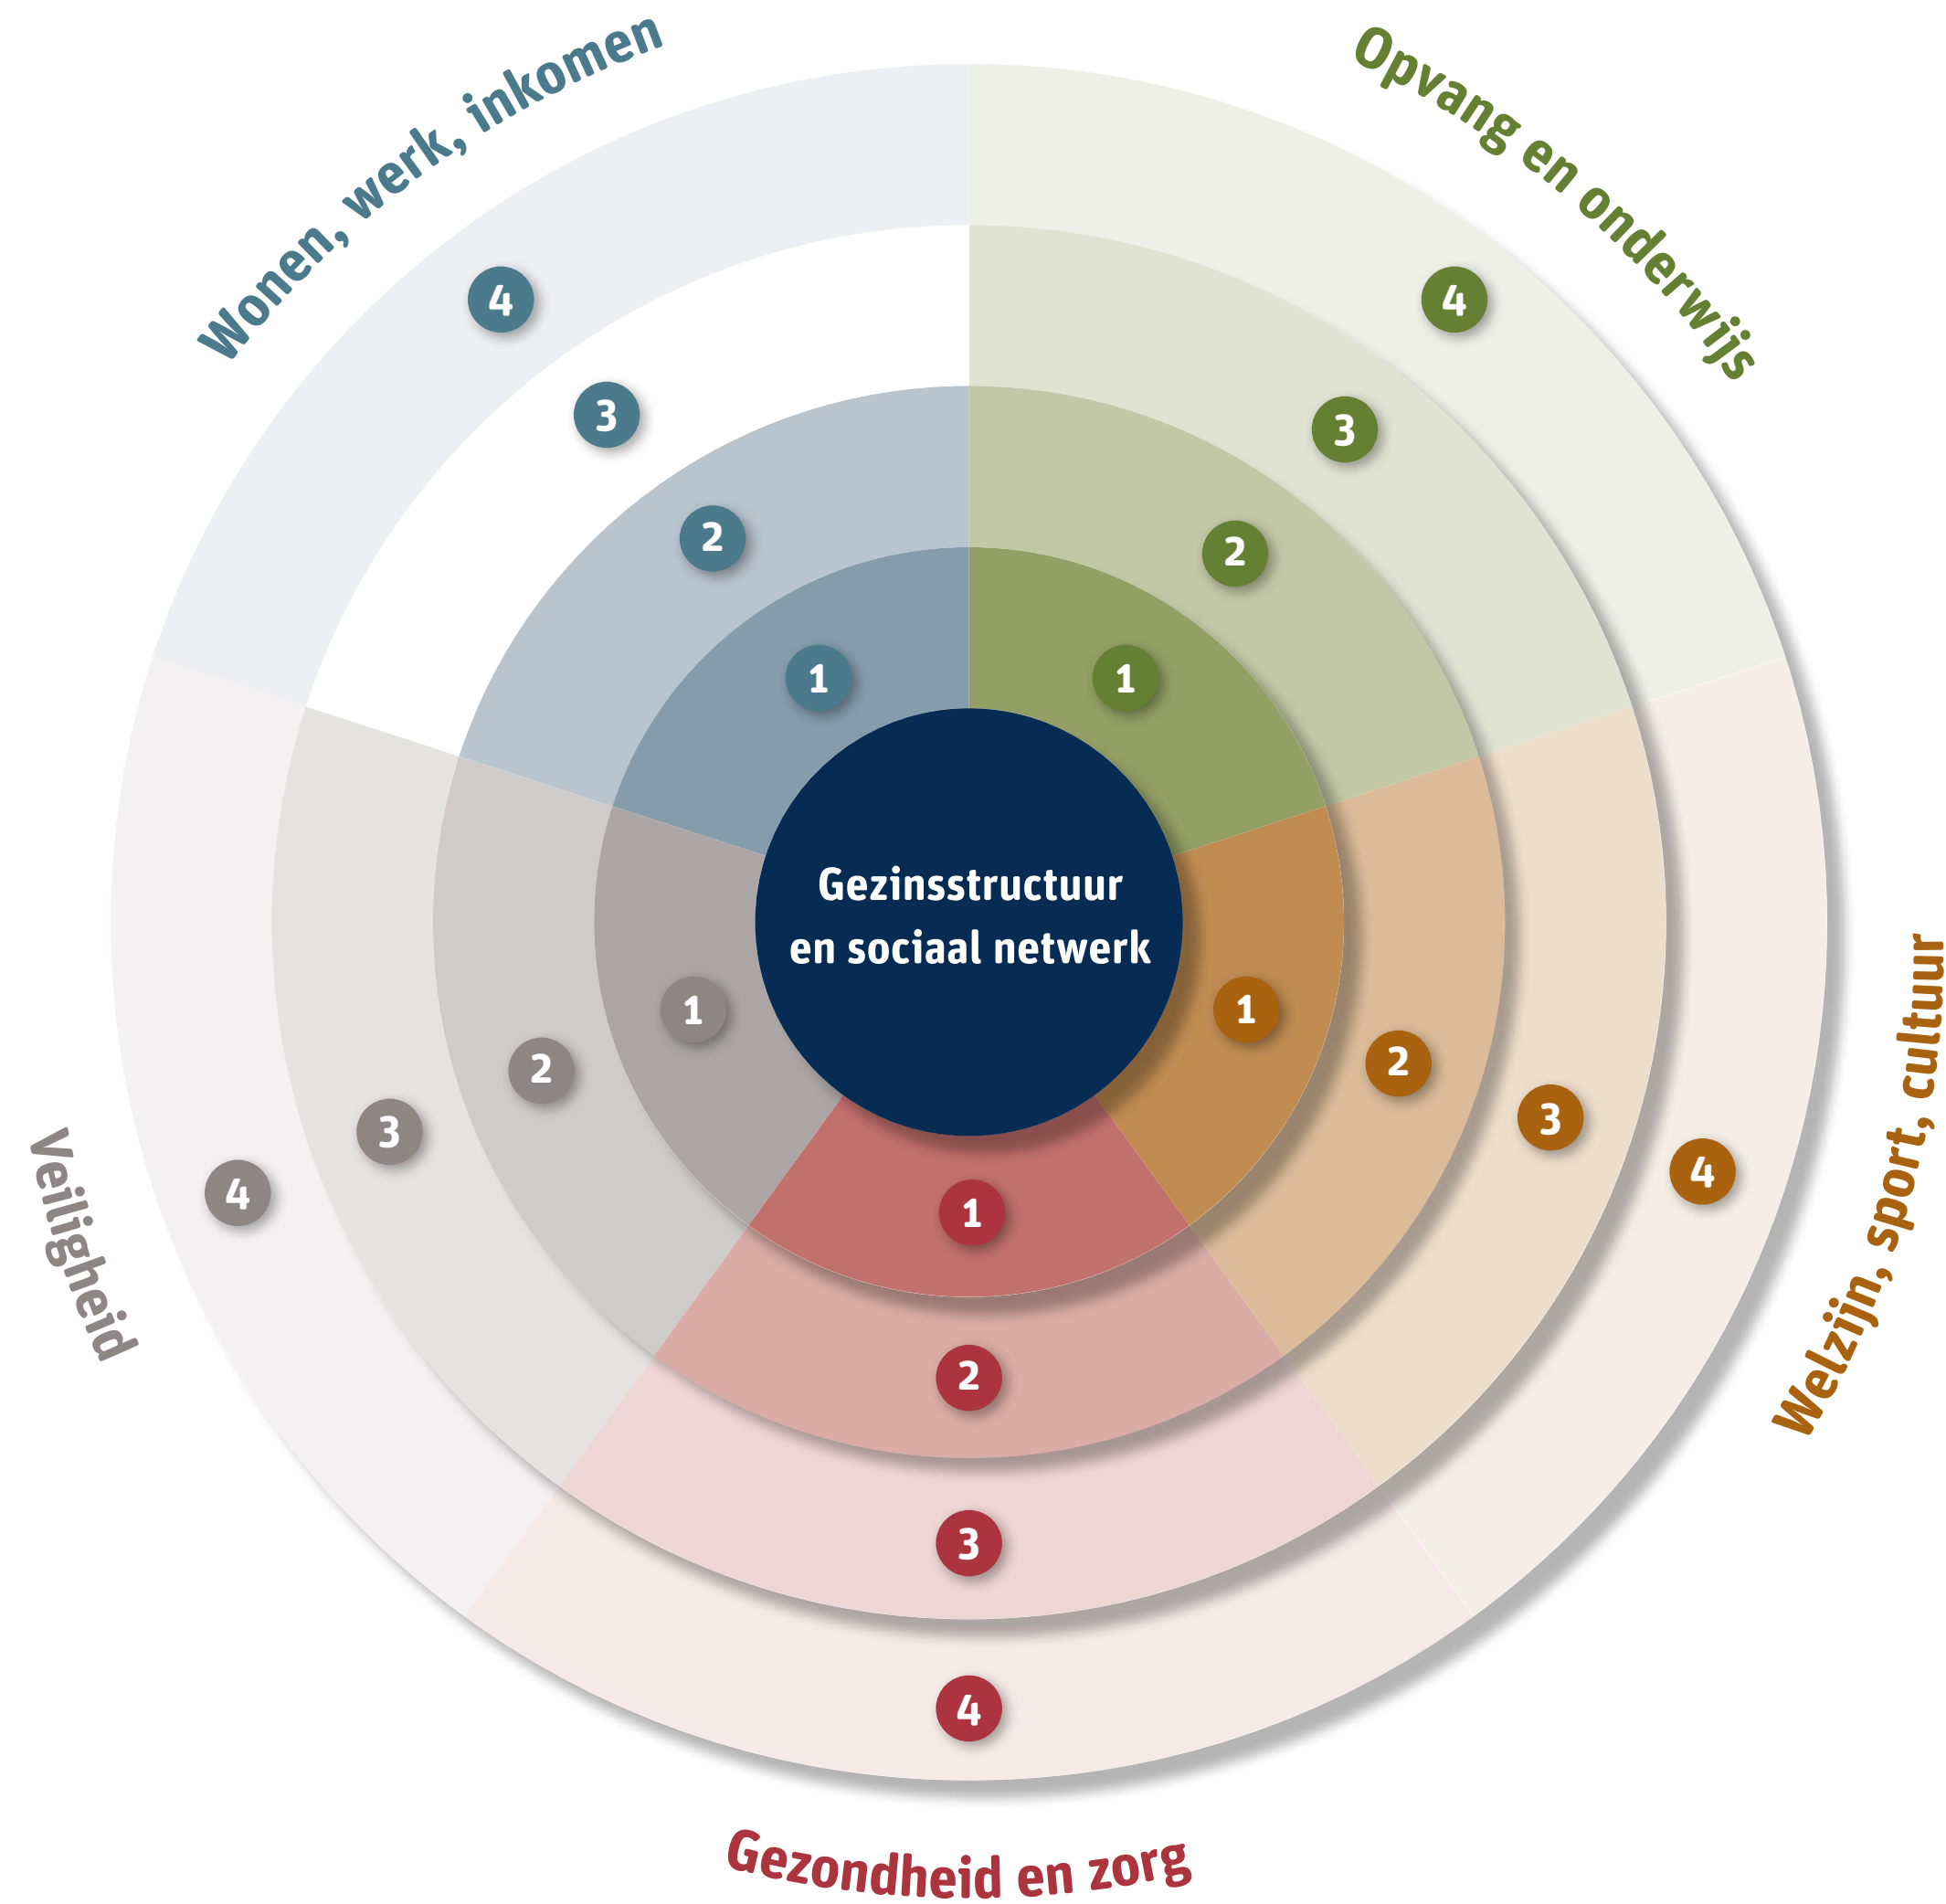 Wonen, werk, inkomen
4
3
2
1
Opvang en onderwijs
4
3
2
1
Gezinsstructuur
en sociaal netwerk
Welzijn, sport, cultuur
1
2
3
4
Gezondheid en zorg
1
2
3
4
Veiligheid
1
2
3
4